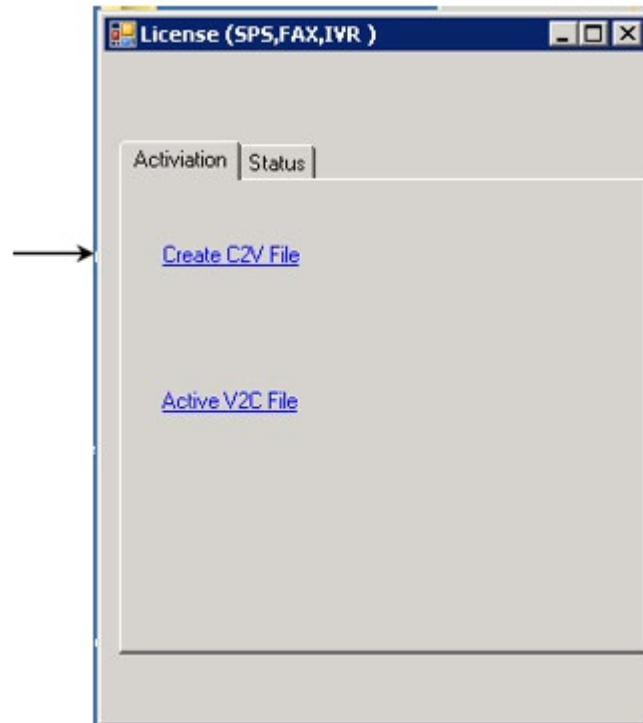 License (SPS,FAX,IVR )
Activiation Status
Create C2V File
Active V2C File